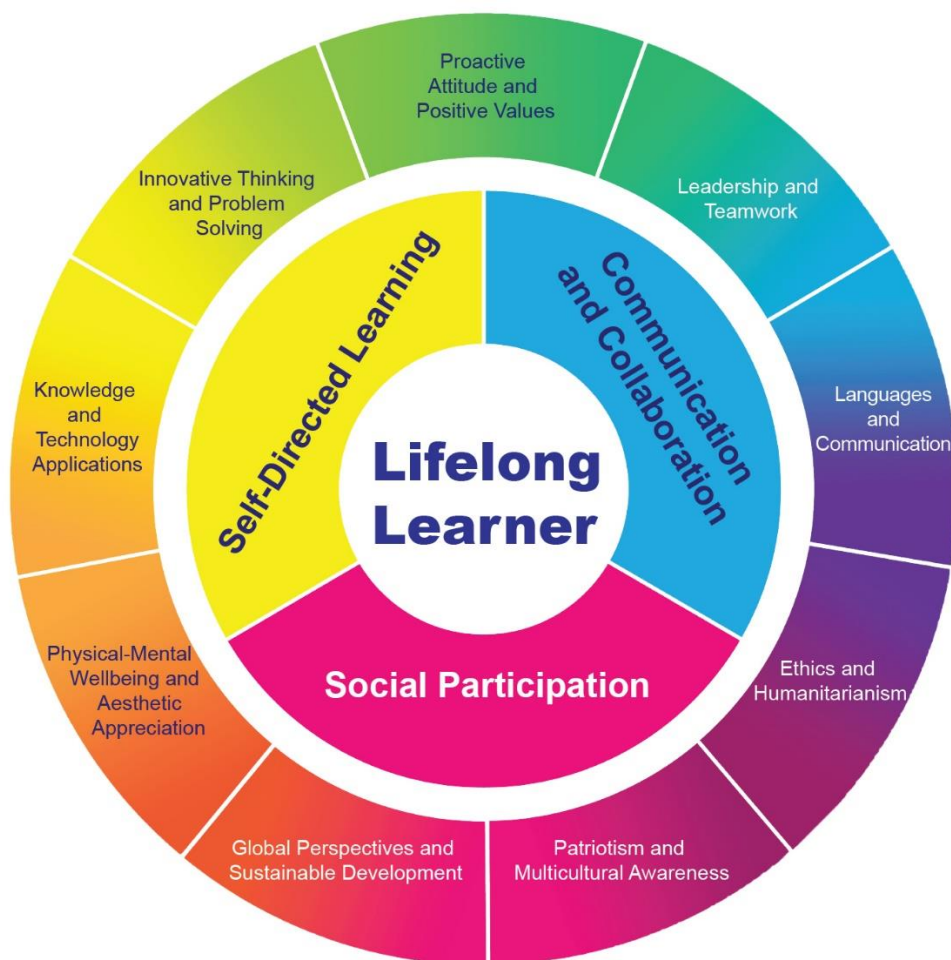 Proactive
Attitude and
Positive Values
Leadership and
Teamwork
Languages
and
Communication
Ethics and
Humanitarianism
Patriotism and
Multicultural Awareness
Global Perspectives and
Sustainable Development
Physical-Mental
Wellbeing and
Aesthetic
Appreciation
Knowledge
and
Technology
Applications
Innovative Thinking
and Problem
Solving
Self-Directed Learning
Communication
and Collaboration
Social Participation
Lifelong
Learner